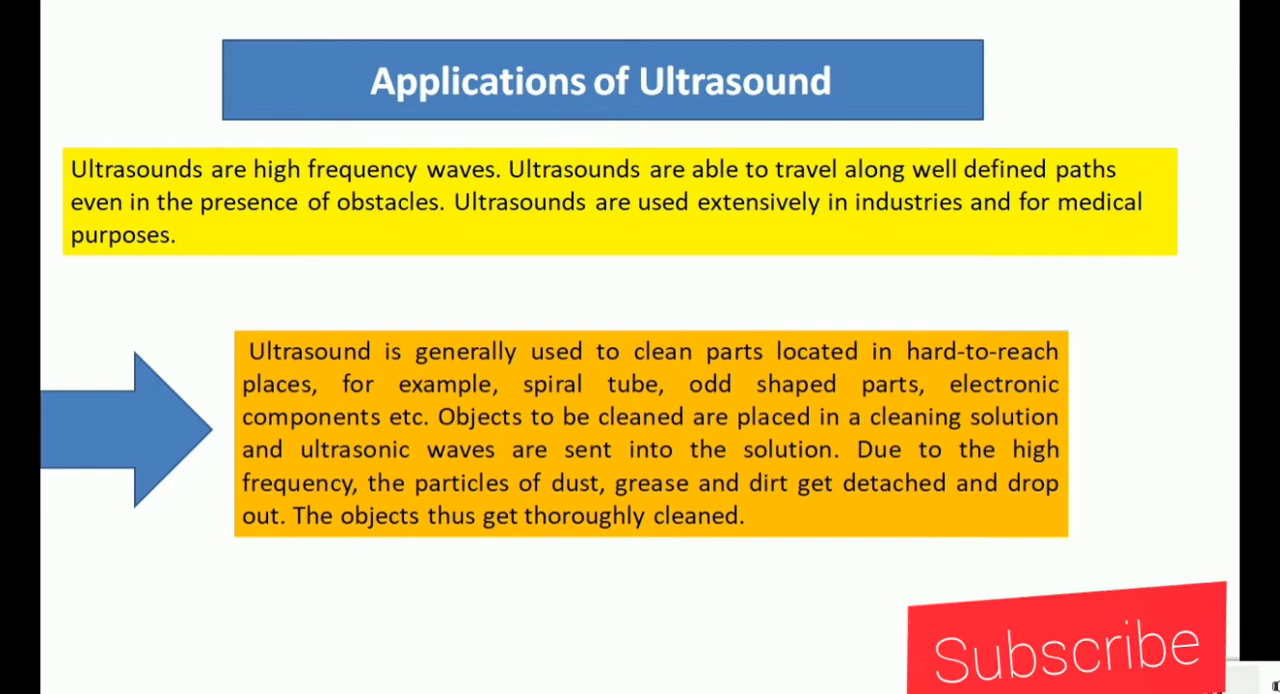 Applications of Ultrasound
Ultrasounds are high frequency waves. Ultrasounds are able to travel along well defined paths
even in the presence of obstacles. Ultrasounds are used extensively in industries and for medical
purposes.
Ultrasound is generally used to clean parts located in hard-to-reach
places, for example, spiral tube, odd shaped parts, electronic
components etc. Objects to be cleaned are placed in a cleaning solution
and ultrasonic waves are sent into the solution. Due to the high
frequency, the particles of dust, grease and dirt get detached and drop
out. The objects thus get thoroughly cleaned.
Subscribe